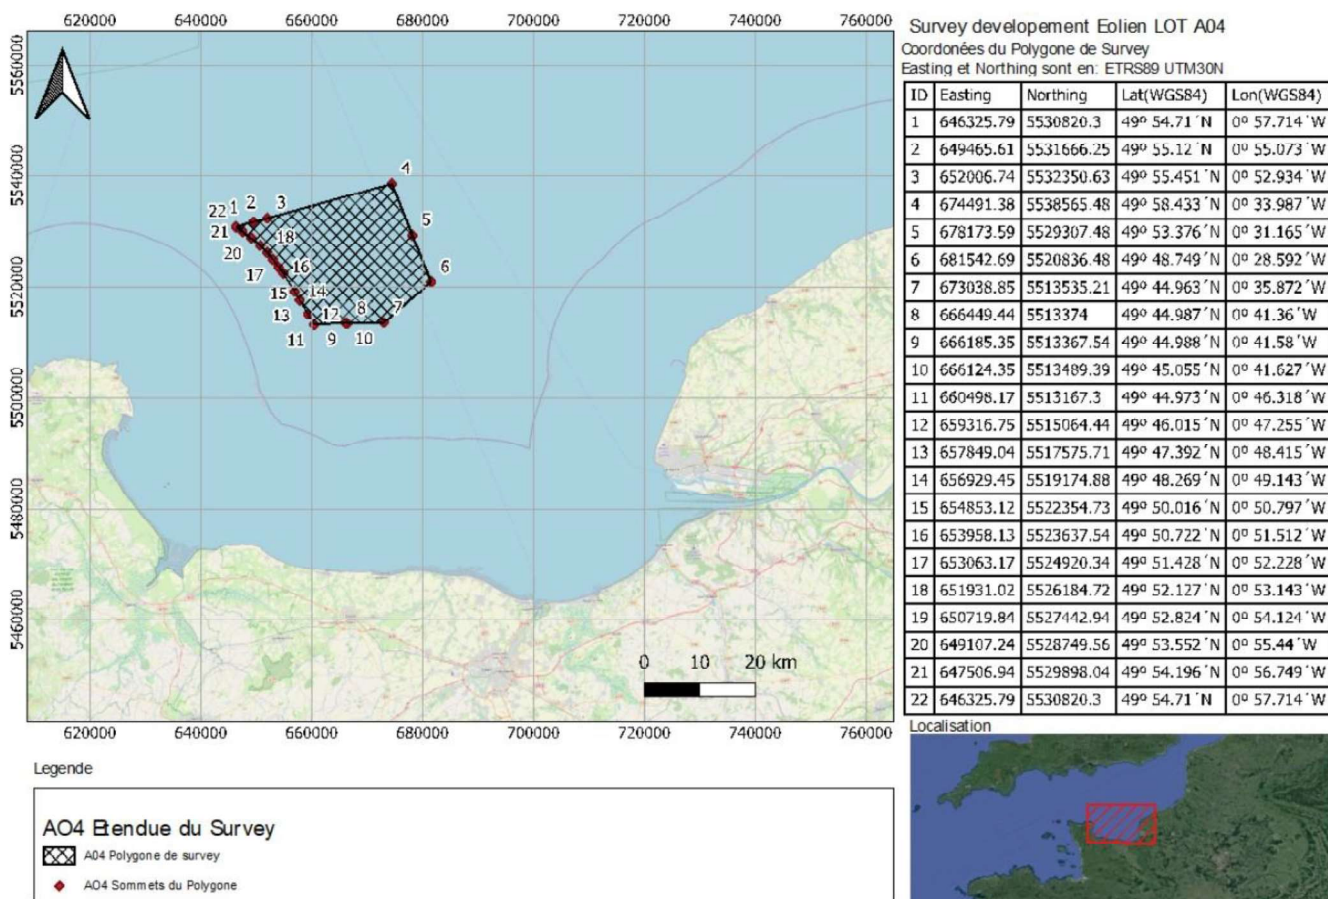 620000 640000 660000 680000 700000 720000 740000 760000
5560000
5540000
5520000
5500000
5480000
5460000
4
5
6
1 2 3
22
21
18
20
17 16
15 14
13 12 8 7
11 9 10
0 10 20 km
620000 640000 660000 680000 700000 720000 740000 760000
Survey developement Eolien LOT A04
Coordonées du Polygone de Survey
Easting et Northing sont en: ETRS89 UTM30N
ID Easting Northing Lat(WGS84) Lon(WGS84)
1 646325.79 5530820.3 49º 54.71´N 0º 57.714´W
2 649465.61 5531666.25 49º 55.12´N 0º 55.073´W
3 652006.74 5532350.63 49º 55.451´N 0º 52.934´W
4 674491.38 5538565.48 49º 58.433´N 0º 33.987´W
5 678173.59 5529307.48 49º 53.376´N 0º 31.165´W
6 681542.69 5520836.48 49º 48.749´N 0º 28.592´W
7 673038.85 5513535.21 49º 44.963´N 0º 35.872´W
8 666449.44 5513374 49º 44.987´N 0º 41.36´W
9 666185.35 5513367.54 49º 44.988´N 0º 41.58´W
10 666124.35 5513489.39 49º 45.055´N 0º 41.627´W
11 660498.17 5513167.3 49º 44.973´N 0º 46.318´W
12 659316.75 5515064.44 49º 46.015´N 0º 47.255´W
13 657849.04 5517575.71 49º 47.392´N 0º 48.415´W
14 656929.45 5519174.88 49º 48.269´N 0º 49.143´W
15 654853.12 5522354.73 49º 50.016´N 0º 50.797´W
16 653958.13 5523637.54 49º 50.722´N 0º 51.512´W
17 653063.17 5524920.34 49º 51.428´N 0º 52.228´W
18 651931.02 5526184.72 49º 52.127´N 0º 53.143´W
19 650719.84 5527442.94 49º 52.824´N 0º 54.124´W
20 649107.24 5528749.56 49º 53.552´N 0º 55.44´W
21 647506.94 5529898.04 49º 54.196´N 0º 56.749´W
22 646325.79 5530820.3 49º 54.71´N 0º 57.714´W
Localisation
Legende
AO4 Etendue du Survey
A04 Polygone de survey
AO4 Sommets du Polygone